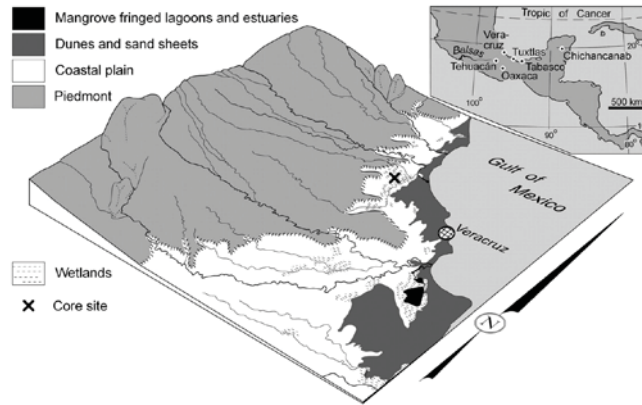 Mangrove fringed lagoons and estuaries
Dunes and sand sheets
Coastal plain
Piedmont
Wetlands
Core site
Gulf of
Mexico
Veracruz
N
Tropic of Cancer
Vera-
cruz
Balsas
Tuxtlas
Chichancanab
Tehuacán
Tabasco
Oaxaca
20°
500 km
100°
90°